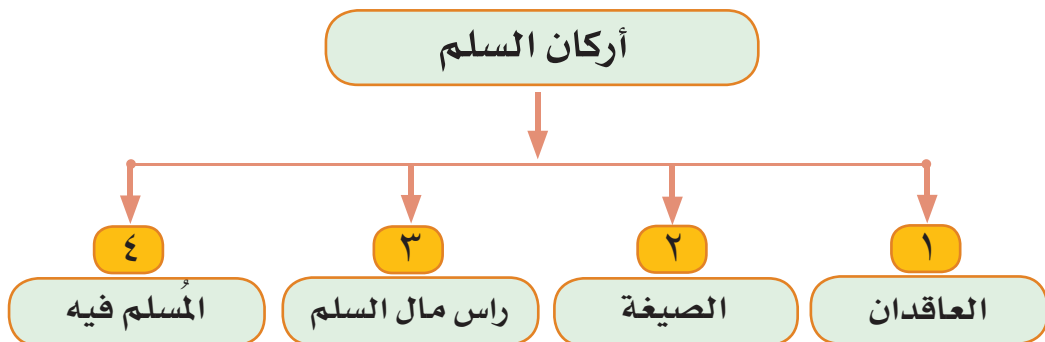 أركان السلم
١
العاقدان
٢
الصيغة
٣
راس مال السلم
٤
المُسلم فيه